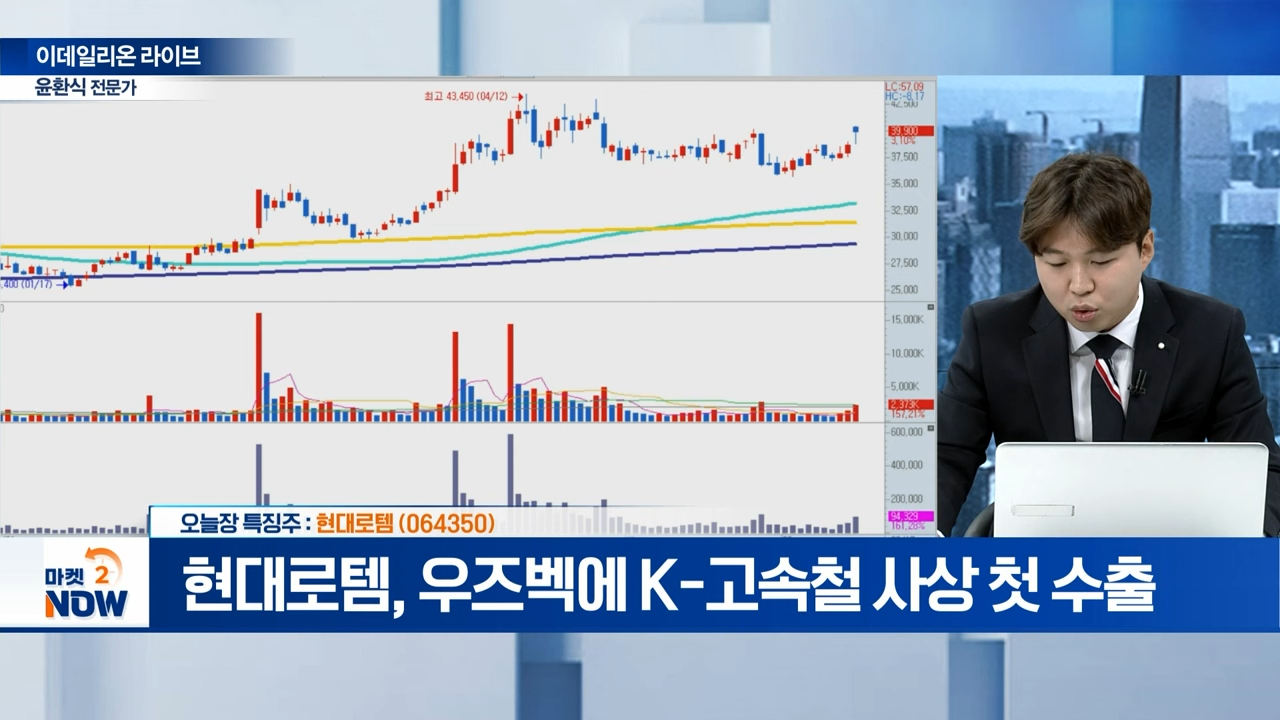 이데일리온 라이브
윤환식 전문가
최고 43,450 (04/12)
LC:57.09
HC:-8.17
42,500
39,900
3.10%
37,500
35,000
32,500
30,000
27,500
25,000
,400 (01/17)
15,000K
10,000K
5,000K
2,373K
157.21%
600,000
400,000
200,000
94,329
161.28%
오늘장 특징주 : 현대로템 (064350)
마켓 2
NOW
현대로템, 우즈벡에 K-고속철 사상 첫 수출